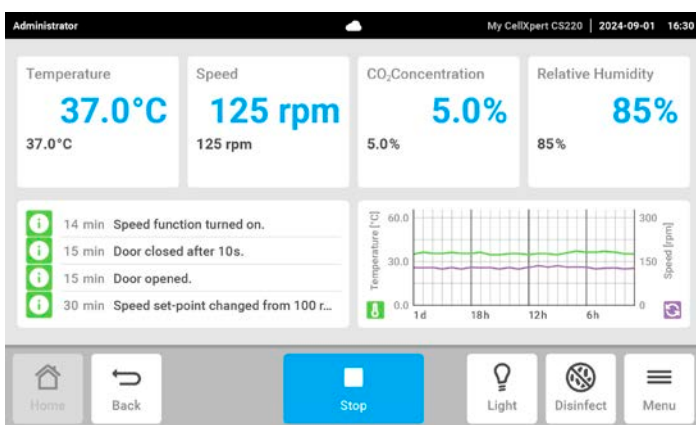 Administrator
My CellXpert CS220 | 2024-09-01 16:30
Temperature
37.0°C
37.0°C
Speed
125 rpm
125 rpm
CO₂Concentration
5.0%
5.0%
Relative Humidity
85%
85%
14 min Speed function turned on.
15 min Door closed after 10s.
15 min Door opened.
30 min Speed set-point changed from 100 r...
Temperature [°C]
60.0
30.0
0.0
1d 18h 12h 6h
300
150
0
Speed [rpm]
Home
Back
Stop
Light
Disinfect
Menu